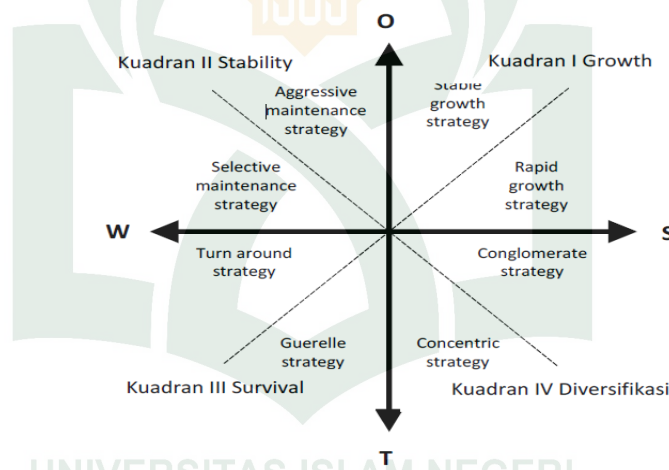 O
Kuadran II Stability
Kuadran I Growth
Aggressive
maintenance
strategy
Stable
growth
strategy
Selective
maintenance
strategy
Rapid
growth
strategy
W
S
Turn around
strategy
Conglomerate
strategy
Guerelle
strategy
Concentric
strategy
Kuadran III Survival
Kuadran IV Diversifikasi
T
UNIVERSITAS ISLAM NEGERI